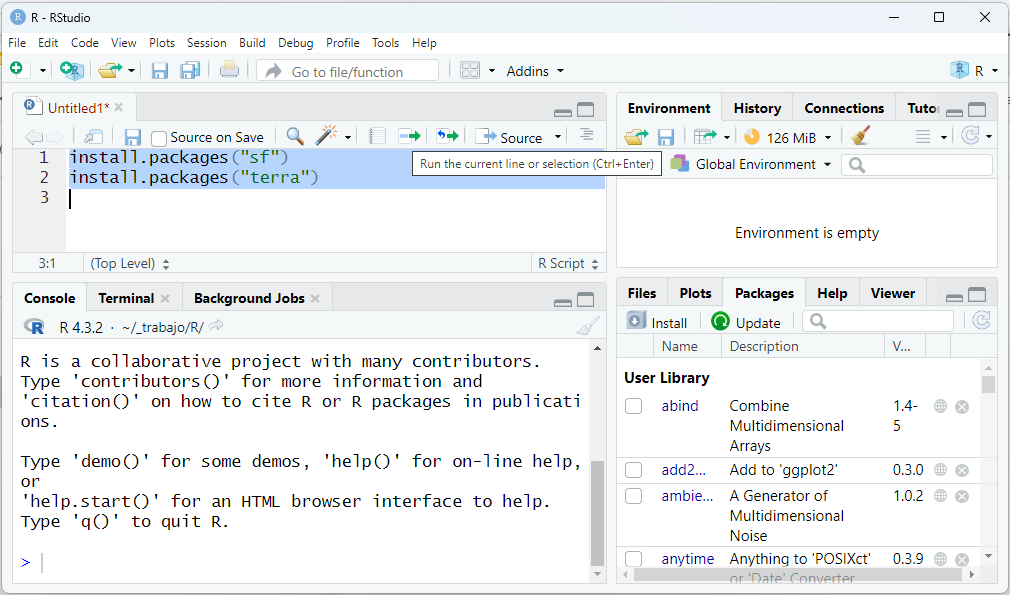 R - RStudio
File Edit Code View Plots Session Build Debug Profile Tools Help
Go to file/function Addins R
Untitled1*
Source on Save Source
1 install.packages("sf")
2 install.packages("terra")
3
Run the current line or selection (Ctrl+Enter)
3:1 (Top Level) R Script
Console Terminal Background Jobs
R 4.3.2 · ~/_trabajo/R/
R is a collaborative project with many contributors.
Type 'contributors()' for more information and
'citation()' on how to cite R or R packages in publicati
ons.
Type 'demo()' for some demos, 'help()' for on-line help,
or
'help.start()' for an HTML browser interface to help.
Type 'q()' to quit R.
>
Environment History Connections Tuto
126 MiB
Global Environment
Environment is empty
Files Plots Packages Help Viewer
Install Update
Name Description V...
User Library
abind Combine Multidimensional Arrays 1.4-5
add2... Add to 'ggplot2' 0.3.0
ambie... A Generator of Multidimensional Noise 1.0.2
anytime Anything to 'POSIXct' or 'Date' Converter 0.3.9